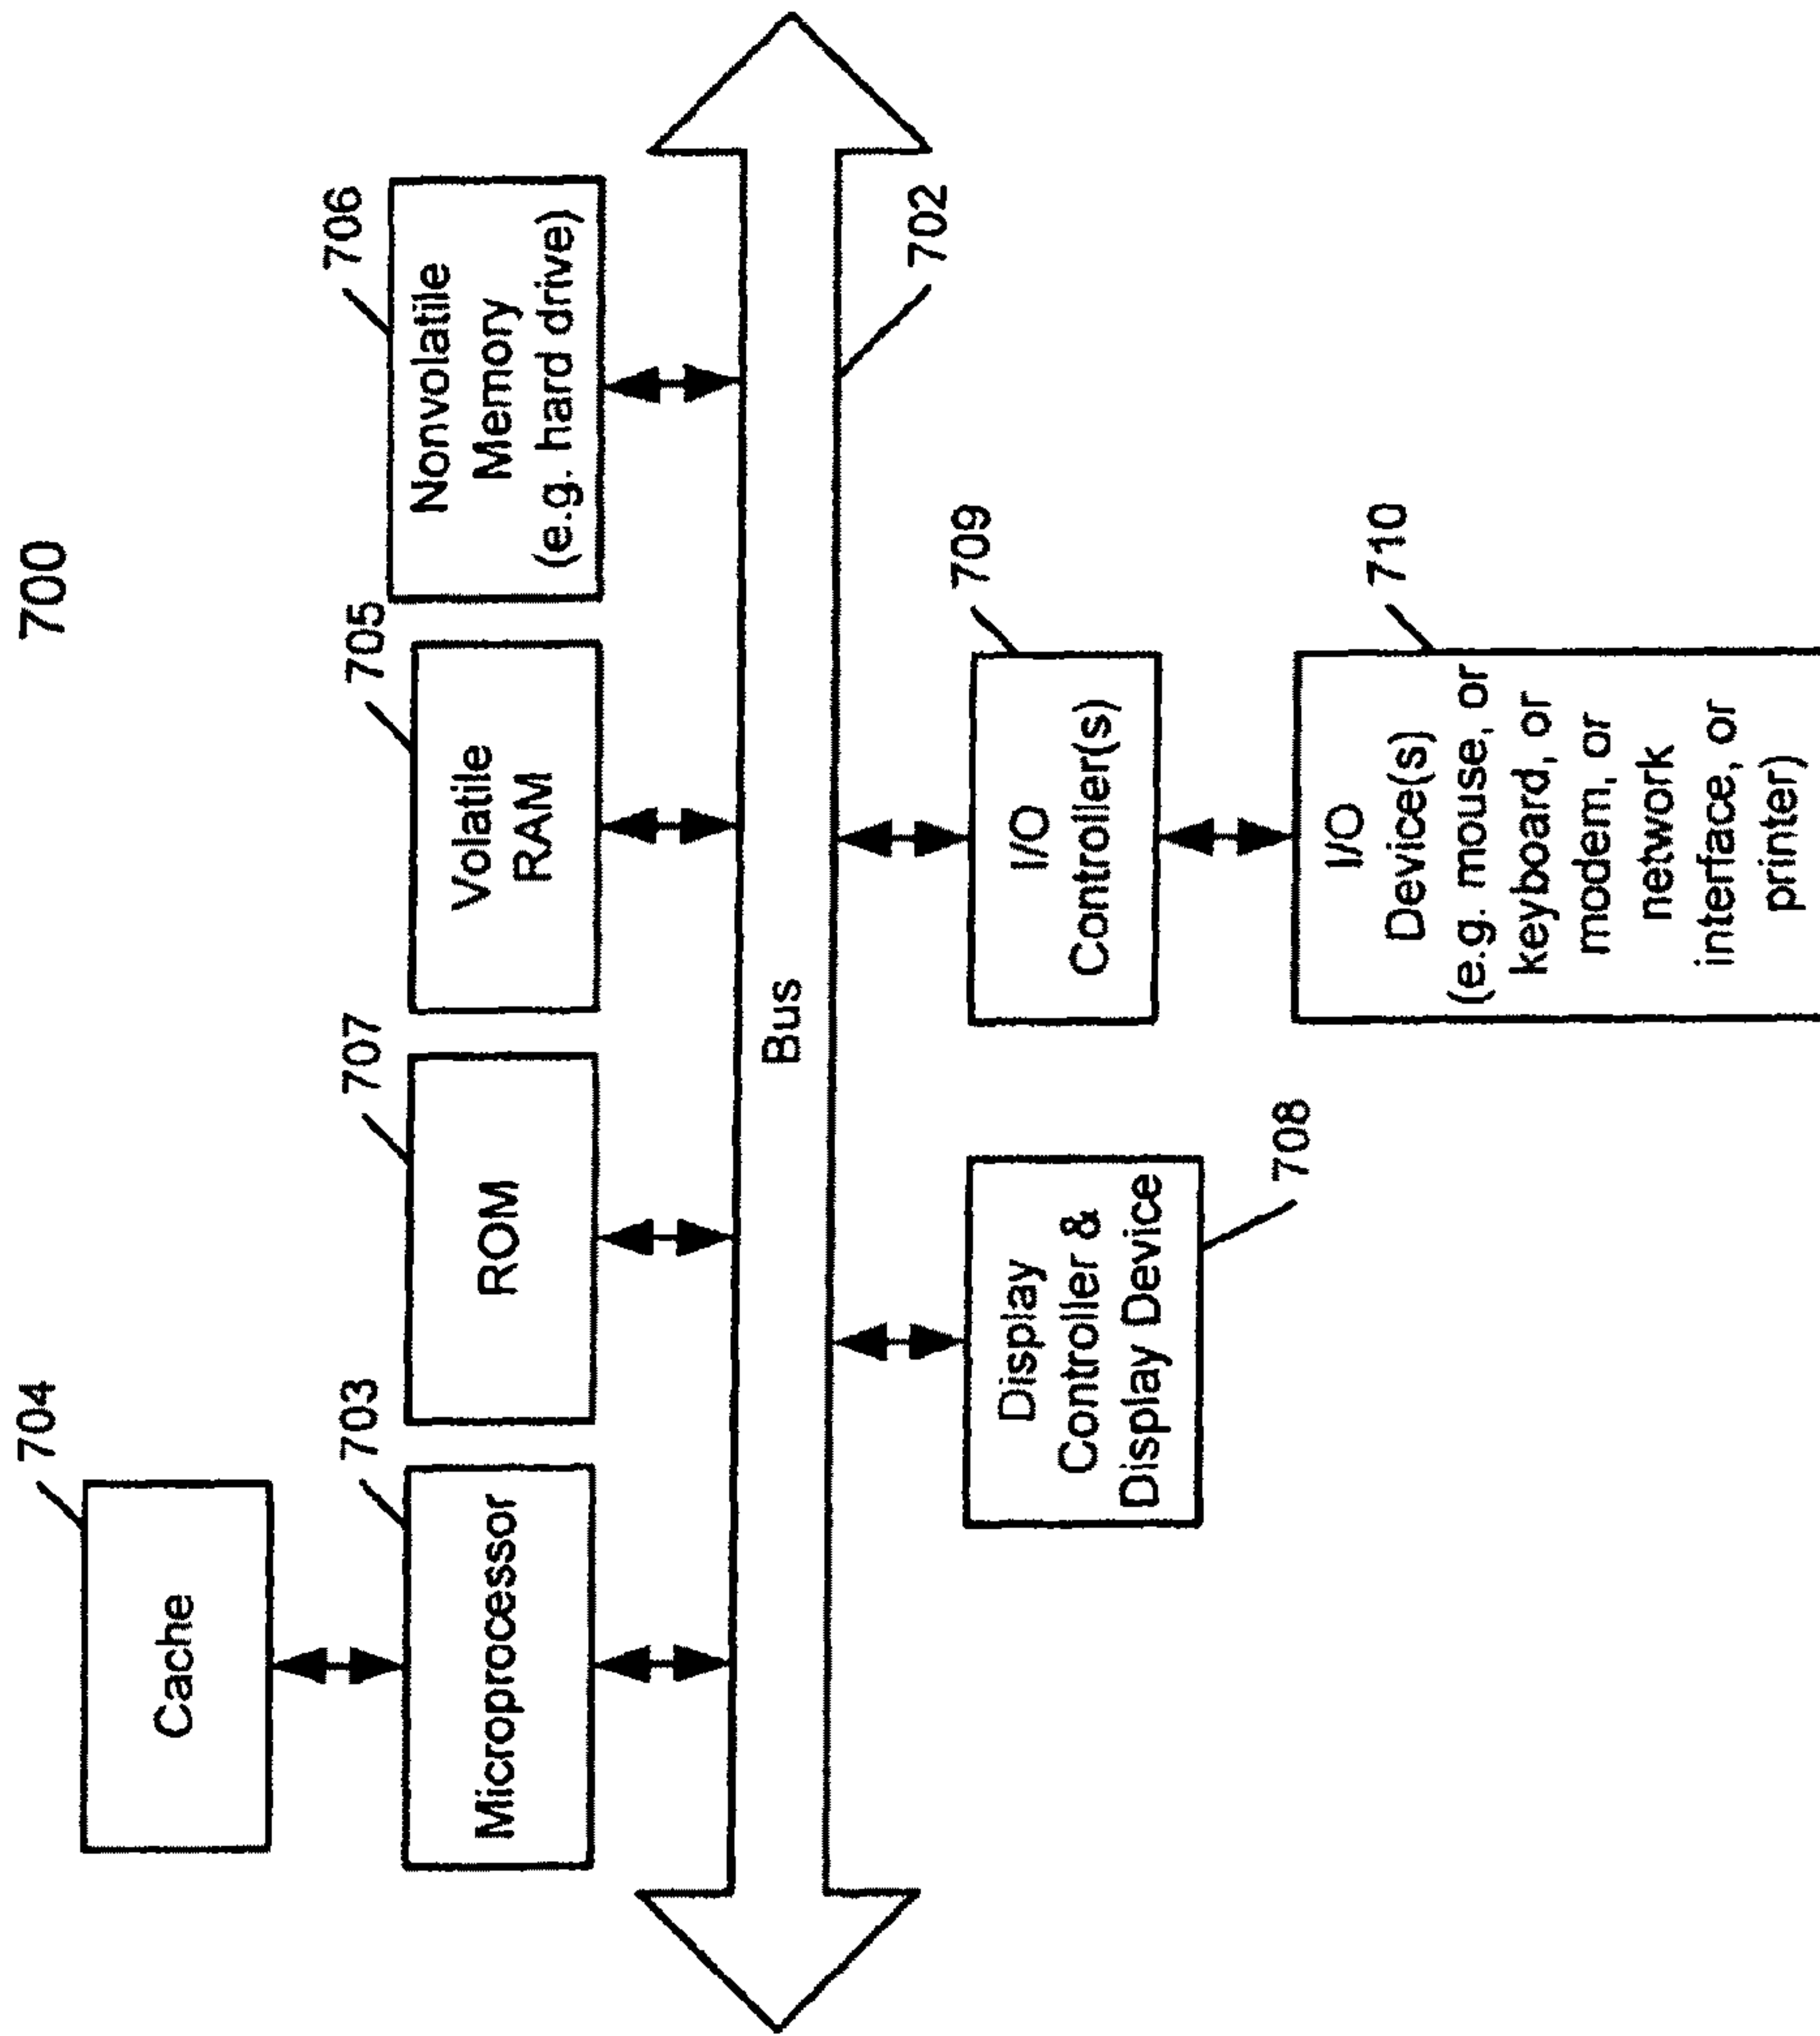 700
704
Cache
703
Microprocessor
707
ROM
705
Volatile
RAM
706
Nonvolatile
Memory
(e.g. hard drive)
Bus
702
708
Display
Controller &
Display Device
709
I/O
Controller(s)
710
I/O
Device(s)
(e.g. mouse, or
keyboard, or
modem, or
network
interface, or
printer)